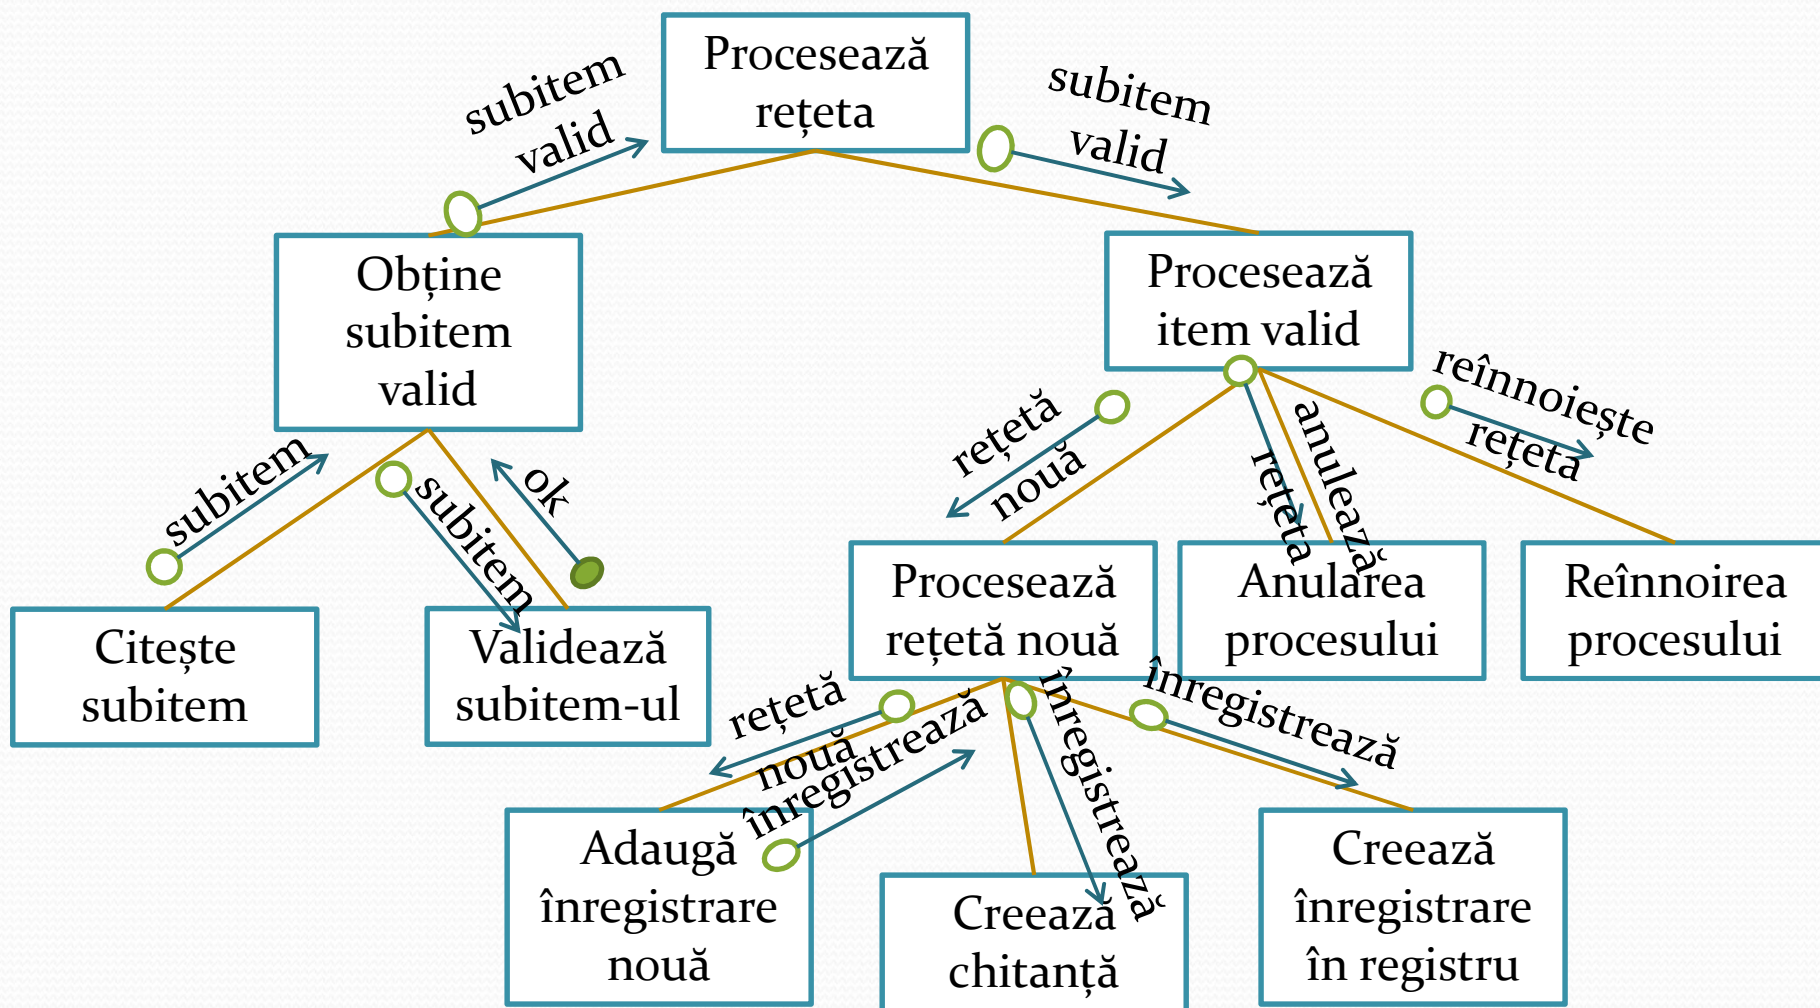 Procesează
rețeta
subitem
valid
subitem
valid
Obține
subitem
valid
Procesează
item valid
subitem
subitem
ok
rețetă
nouă
anulează
rețeta
reînnoiește
rețeta
Citește
subitem
Validează
subitem-ul
Procesează
rețetă nouă
Anularea
procesului
Reînnoirea
procesului
rețetă
nouă
înregistrează
înregistrează
înregistrează
Adaugă
înregistrare
nouă
Creează
chitanță
Creează
înregistrare
în registru